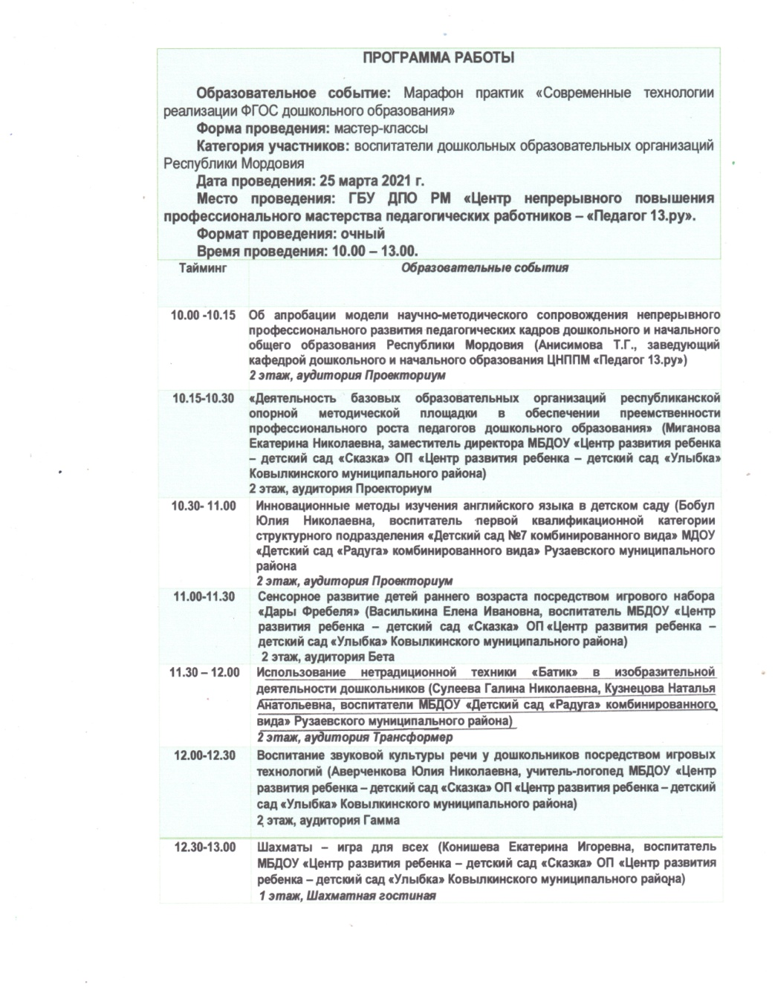 ПРОГРАММА РАБОТЫ
Образовательное событие: Марафон практик «Современные технологии
реализации ФГОС дошкольного образования»
Форма проведения: мастер-классы
Категория участников: воспитатели дошкольных образовательных организаций
Республики Мордовия
Дата проведения: 25 марта 2021 г.
Место проведения: ГБУ ДПО РМ «Центр непрерывного повышения
профессионального мастерства педагогических работников – «Педагог 13.ру».
Формат проведения: очный
Время проведения: 10.00 – 13.00.
Тайминг Образовательные события
10.00 -10.15 Об апробации модели научно-методического сопровождения непрерывного
профессионального развития педагогических кадров дошкольного и начального
общего образования Республики Мордовия (Анисимова Т.Г., заведующий
кафедрой дошкольного и начального образования ЦНППМ «Педагог 13.ру»)
2 этаж, аудитория Проекториум
10.15-10.30 «Деятельность базовых образовательных организаций республиканской
опорной методической площадки в обеспечении преемственности
профессионального роста педагогов дошкольного образования» (Миганова
Екатерина Николаевна, заместитель директора МБДОУ «Центр развития ребенка
– детский сад «Сказка» ОП «Центр развития ребенка – детский сад «Улыбка»
Ковылкинского муниципального района)
2 этаж, аудитория Проекториум
10.30- 11.00 Инновационные методы изучения английского языка в детском саду (Бобул
Юлия Николаевна, воспитатель первой квалификационной категории
структурного подразделения «Детский сад №7 комбинированного вида» МДОУ
«Детский сад «Радуга» комбинированного вида» Рузаевского муниципального
района
2 этаж, аудитория Проекториум
11.00-11.30 Сенсорное развитие детей раннего возраста посредством игрового набора
«Дары Фребеля» (Василькина Елена Ивановна, воспитатель МБДОУ «Центр
развития ребенка – детский сад «Сказка» ОП «Центр развития ребенка –
детский сад «Улыбка» Ковылкинского муниципального района)
2 этаж, аудитория Бета
11.30 – 12.00 Использование нетрадиционной техники «Батик» в изобразительной
деятельности дошкольников (Сулеева Галина Николаевна, Кузнецова Наталья
Анатольевна, воспитатели МБДОУ «Детский сад «Радуга» комбинированного
вида» Рузаевского муниципального района)
2 этаж, аудитория Трансформер
12.00-12.30 Воспитание звуковой культуры речи у дошкольников посредством игровых
технологий (Аверченкова Юлия Николаевна, учитель-логопед МБДОУ «Центр
развития ребенка – детский сад «Сказка» ОП «Центр развития ребенка – детский
сад «Улыбка» Ковылкинского муниципального района)
2 этаж, аудитория Гамма
12.30-13.00 Шахматы – игра для всех (Конишева Екатерина Игоревна, воспитатель
МБДОУ «Центр развития ребенка – детский сад «Сказка» ОП «Центр развития
ребенка – детский сад «Улыбка» Ковылкинского муниципального района)
1 этаж, Шахматная гостиная